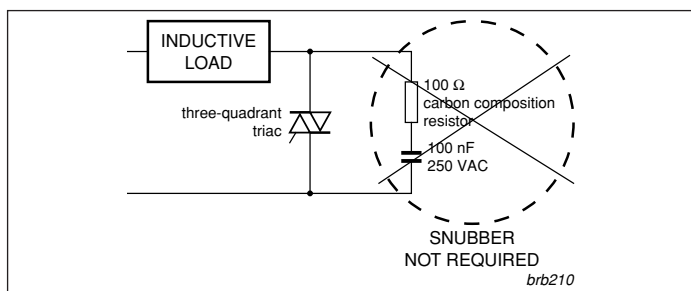 INDUCTIVE
LOAD
three-quadrant
triac
100 Ω
carbon composition
resistor
100 nF
250 VAC
SNUBBER
NOT REQUIRED
brb210